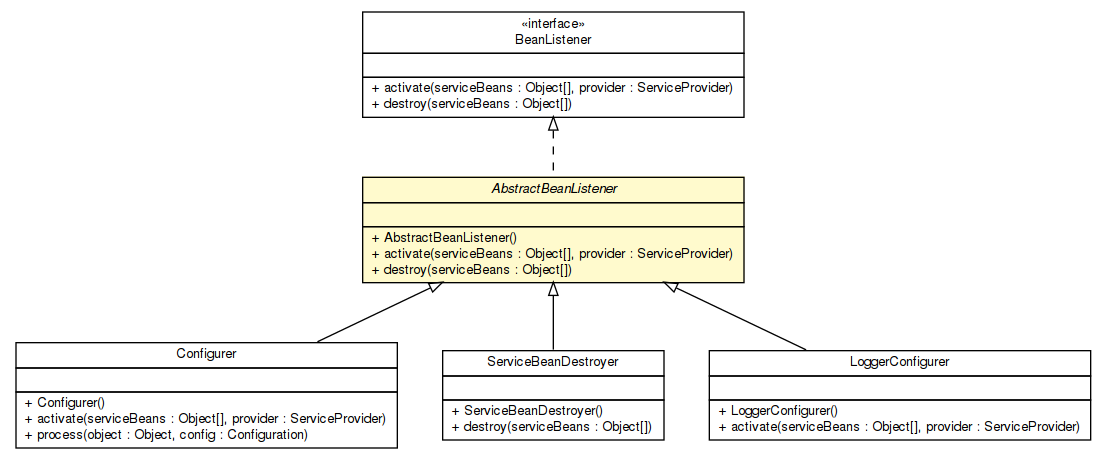 «interface»
BeanListener
+ activate(serviceBeans : Object[], provider : ServiceProvider)
+ destroy(serviceBeans : Object[])
AbstractBeanListener
+ AbstractBeanListener()
+ activate(serviceBeans : Object[], provider : ServiceProvider)
+ destroy(serviceBeans : Object[])
Configurer
+ Configurer()
+ activate(serviceBeans : Object[], provider : ServiceProvider)
+ process(object : Object, config : Configuration)
ServiceBeanDestroyer
+ ServiceBeanDestroyer()
+ destroy(serviceBeans : Object[])
LoggerConfigurer
+ LoggerConfigurer()
+ activate(serviceBeans : Object[], provider : ServiceProvider)